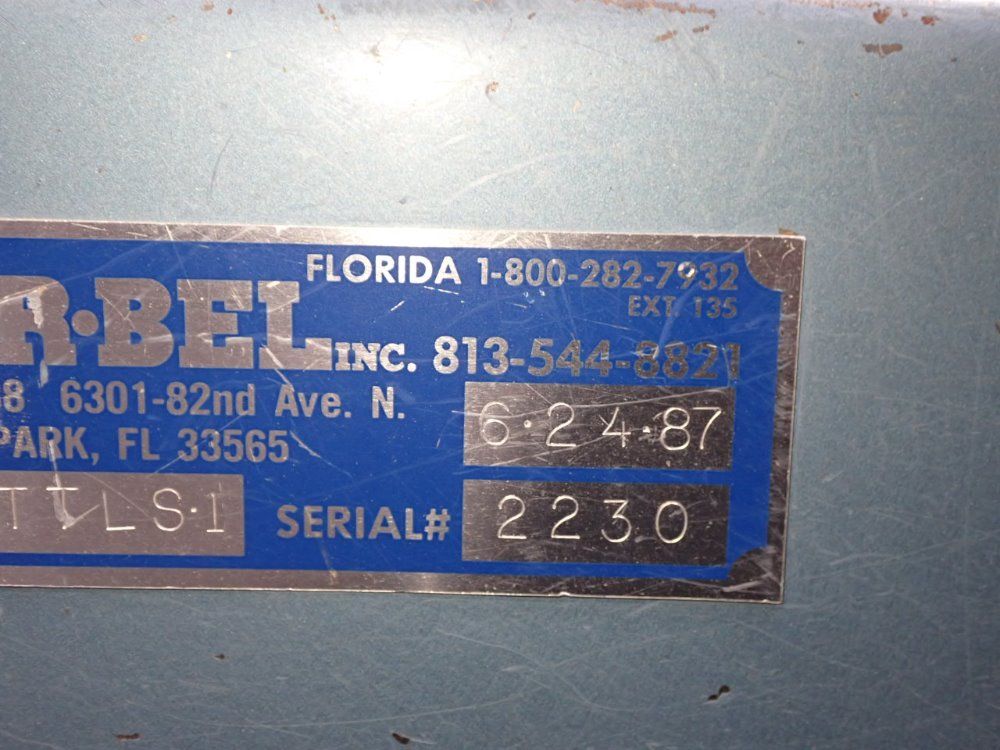 FLORIDA 1-800-282-7932
EXT. 135
R·BEL INC. 813-544-8821
8 6301-82nd Ave. N.
6·24·87
PARK, FL 33565
LS·1
SERIAL# 2230